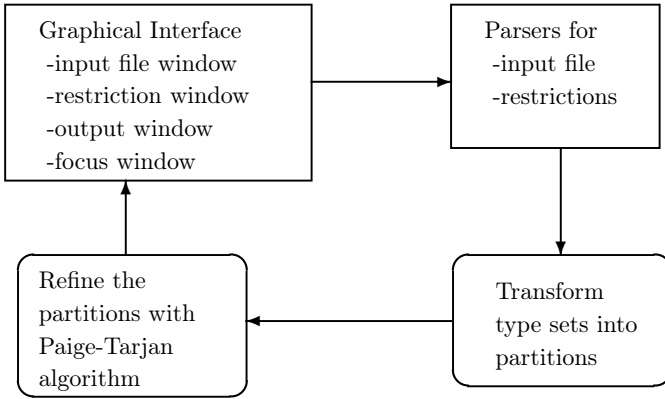 Graphical Interface
-input file window
-restriction window
-output window
-focus window
Parsers for
-input file
-restrictions
Refine the
partitions with
Paige-Tarjan
algorithm
Transform
type sets into
partitions